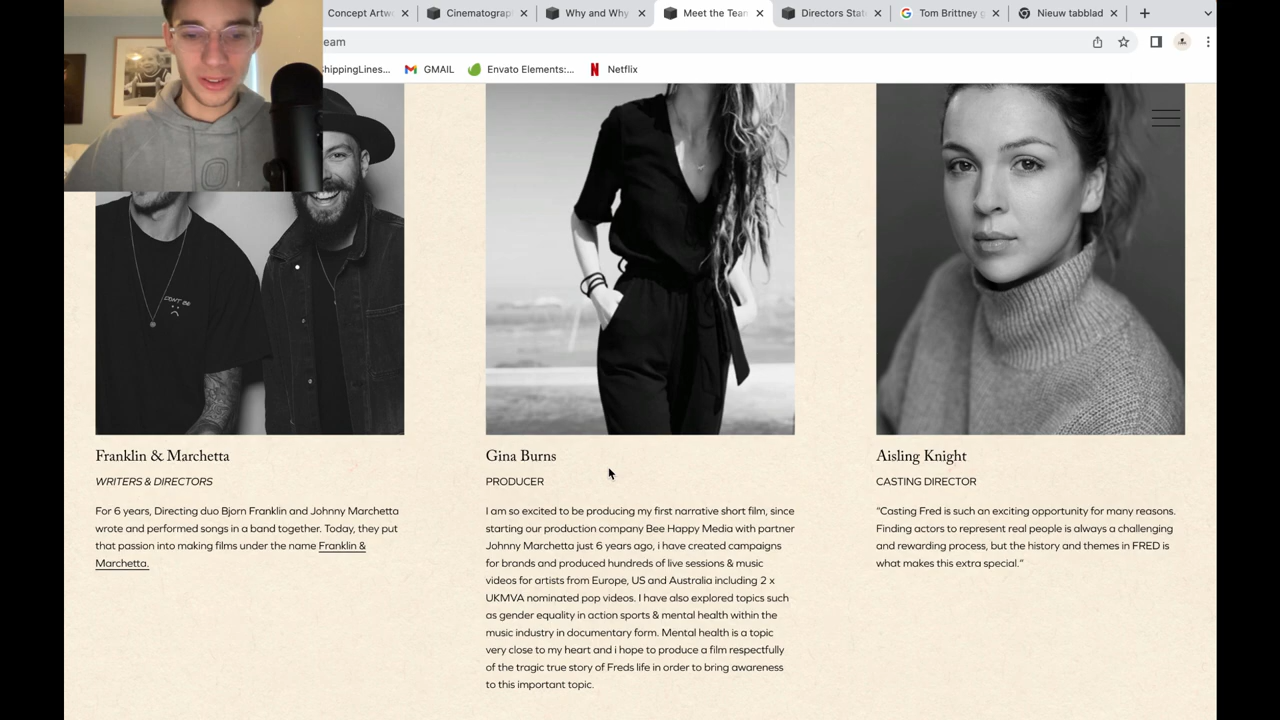 Concept Artw
Cinematograp
Why and Why
Meet the Tean
Directors Stat
Tom Brittney g
Nieuw tabblad
eam
ShippingLines...
GMAIL
Envato Elements:...
Netflix
DON'T BE
Franklin & Marchetta
WRITERS & DIRECTORS
For 6 years, Directing duo Bjorn Franklin and Johnny Marchetta
wrote and performed songs in a band together. Today, they put
that passion into making films under the name Franklin &
Marchetta.
Gina Burns
PRODUCER
I am so excited to be producing my first narrative short film, since
starting our production company Bee Happy Media with partner
Johnny Marchetta just 6 years ago, i have created campaigns
for brands and produced hundreds of live sessions & music
videos for artists from Europe, US and Australia including 2 x
UKMVA nominated pop videos. I have also explored topics such
as gender equality in action sports & mental health within the
music industry in documentary form. Mental health is a topic
very close to my heart and i hope to produce a film respectfully
of the tragic true story of Freds life in order to bring awareness
to this important topic.
Aisling Knight
CASTING DIRECTOR
"Casting Fred is such an exciting opportunity for many reasons.
Finding actors to represent real people is always a challenging
and rewarding process, but the history and themes in FRED is
what makes this extra special."